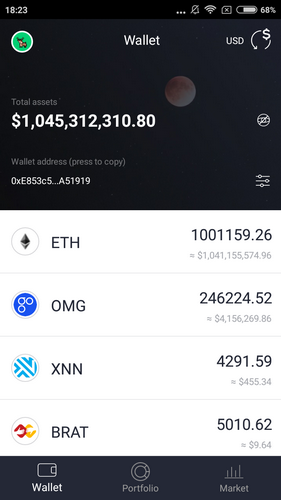 18:23
... 68%
Wallet
USD
$
Total assets
$1,045,312,310.80
Wallet address (press to copy)
0xE853c5...A51919
ETH
1001159.26
≈ $1,041,155,574.96
OMG
246224.52
≈ $4,156,269.86
XNN
4291.59
≈ $455.34
BRAT
5010.62
≈ $9.64
Wallet
Portfolio
Market